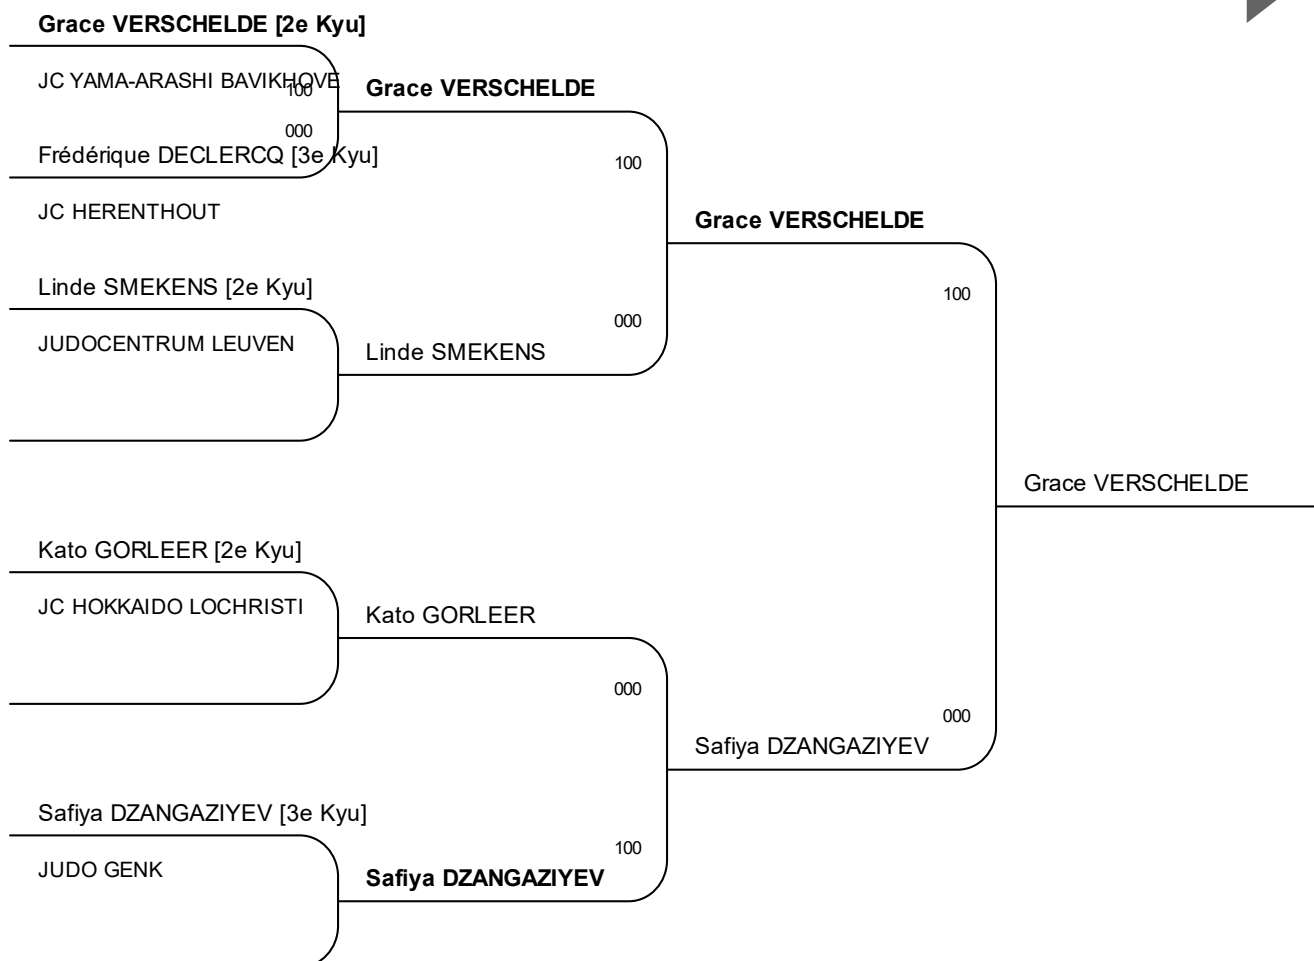 Grace VERSCHELDE [2e Kyu]
JC YAMA-ARASHI BAVIKHOVE
100
000
Frédérique DECLERCQ [3e Kyu]
JC HERENTHOUT
Linde SMEKENS [2e Kyu]
JUDOCENTRUM LEUVEN
Kato GORLEER [2e Kyu]
JC HOKKAIDO LOCHRISTI
Safiya DZANGAZIYEV [3e Kyu]
JUDO GENK
Grace VERSCHELDE
100
000
Linde SMEKENS
Kato GORLEER
000
100
Safiya DZANGAZIYEV
Grace VERSCHELDE
100
000
Safiya DZANGAZIYEV
Grace VERSCHELDE